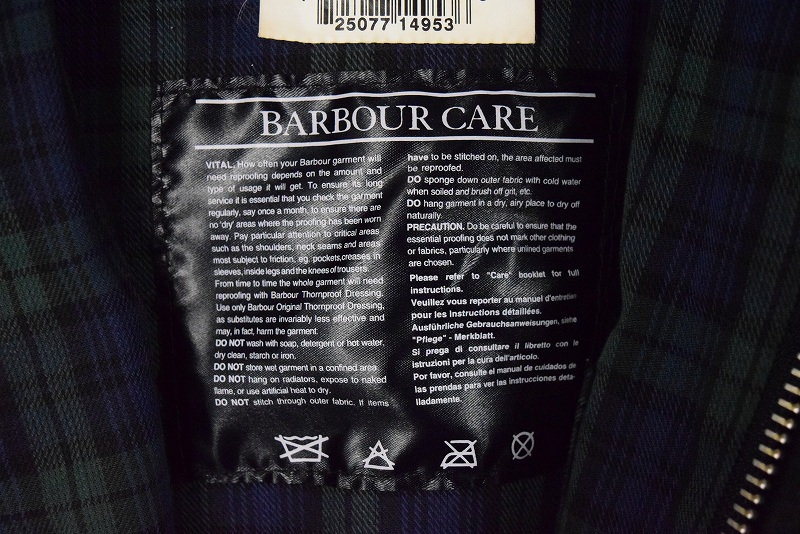 25077 14953
BARBOUR CARE
VITAL. How often your Barbour garment will
need reproofing depends on the amount and
type of usage it will get. To ensure its long
service it is essential that you check the garment
regularly, say once a month, to ensure there are
no 'dry' areas where the proofing has been worn
away. Pay particular attention to critical areas
such as the shoulders, neck seams and areas
most subject to friction, eg. pockets,creases in
sleeves, inside legs and the knees of trousers.
From time to time the whole garment will need
reproofing with Barbour Thornproof Dressing.
Use only Barbour Original Thornproof Dressing,
as substitutes are invariably less effective and
may, in fact, harm the garment.
DO NOT wash with soap, detergent or hot water,
dry clean, starch or iron.
DO NOT store wet garment in a confined area.
DO NOT hang on radiators, expose to naked
flame, or use artificial heat to dry.
DO NOT stitch through outer fabric. If items
have to be stitched on, the area affected must
be reproofed.
DO sponge down outer fabric with cold water
when soiled and brush off grit, etc.
DO hang garment in a dry, airy place to dry off
naturally.
PRECAUTION. Do be careful to ensure that the
essential proofing does not mark other clothing
or fabrics, particularly where unlined garments
are chosen.
Please refer to "Care" booklet for full
instructions.
Veuillez vous reporter au manuel d'entretien
pour les instructions détaillées.
Ausführliche Gebrauchsanweisungen, siehe
"Pflege" - Merkblatt.
Si prega di consultare il libretto con le
istruzioni per la cura dell'articolo.
Por favor, consulte el manual de cuidados de
las prendas para ver las instrucciones deta-
lladamente.